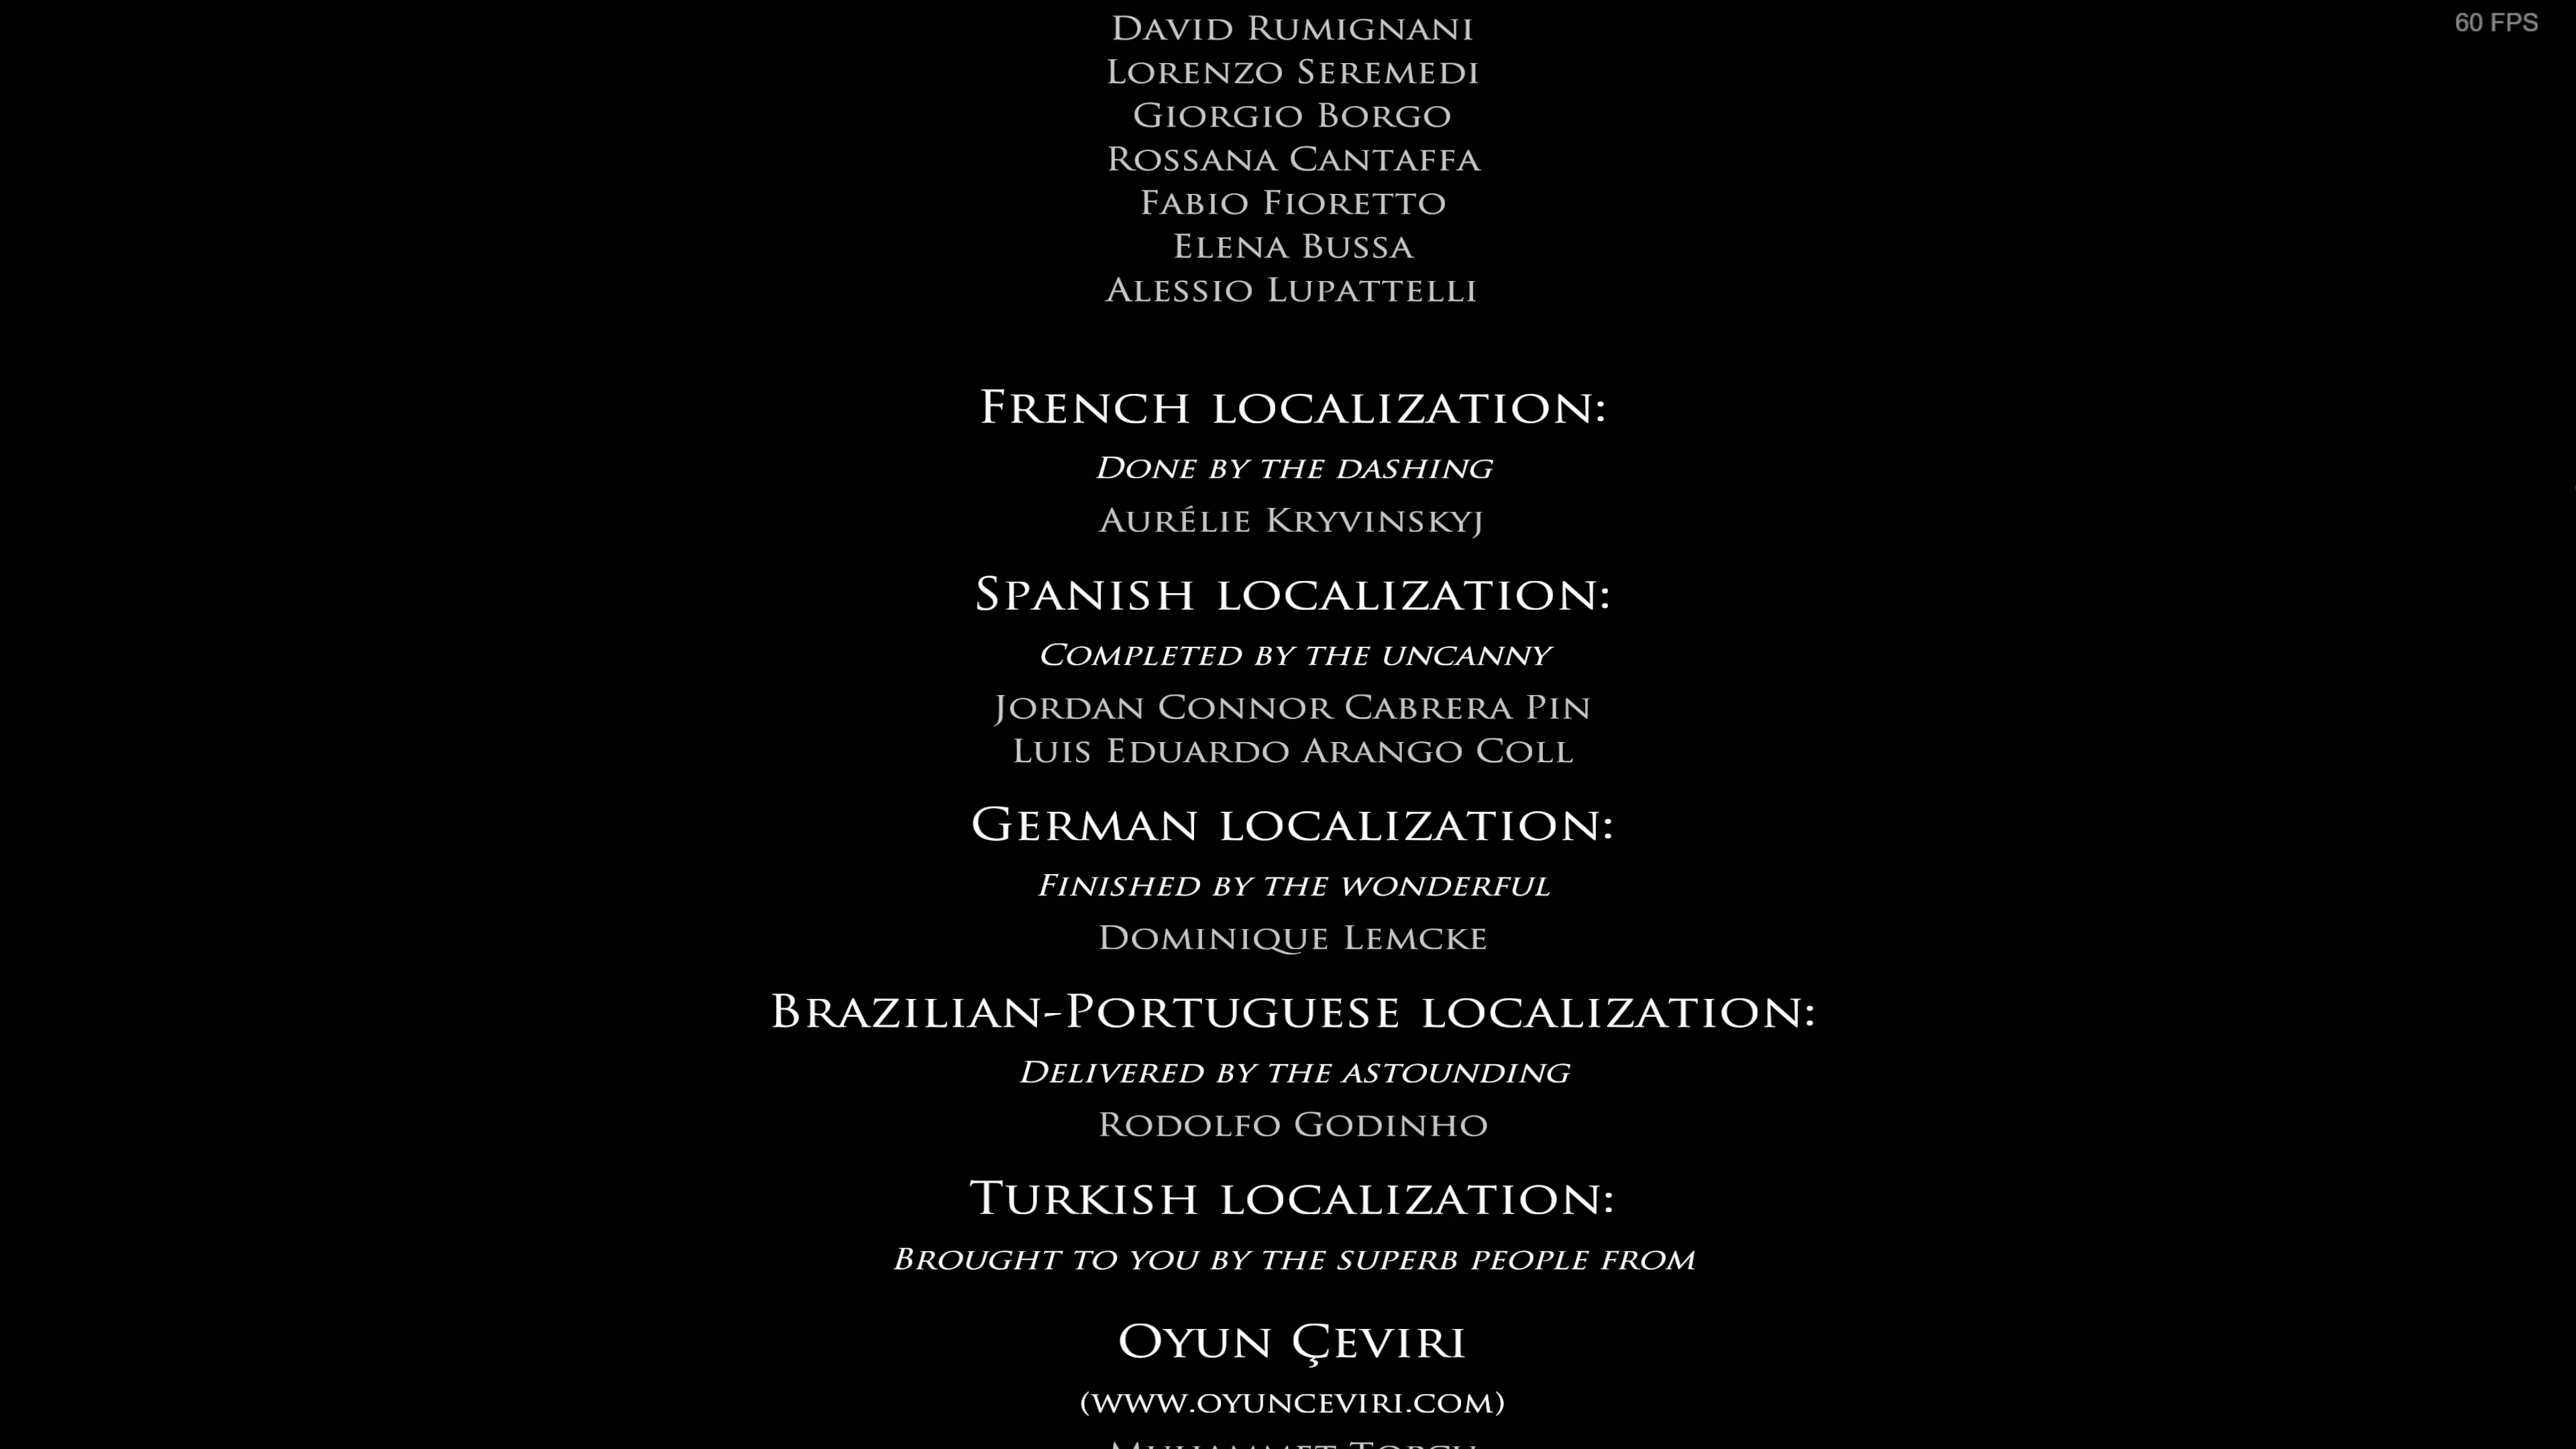 60 FPS
David Rumignani
Lorenzo Seremedi
Giorgio Borgo
Rossana Cantaffa
Fabio Fioretto
Elena Bussa
Alessio Lupattelli
French localization:
Done by the dashing
Aurélie Kryvinskyj
Spanish localization:
Completed by the uncanny
Jordan Connor Cabrera Pin
Luis Eduardo Arango Coll
German localization:
Finished by the wonderful
Dominique Lemcke
Brazilian-Portuguese localization:
Delivered by the astounding
Rodolfo Godinho
Turkish localization:
Brought to you by the superb people from
Oyun Çeviri
(www.oyunceviri.com)